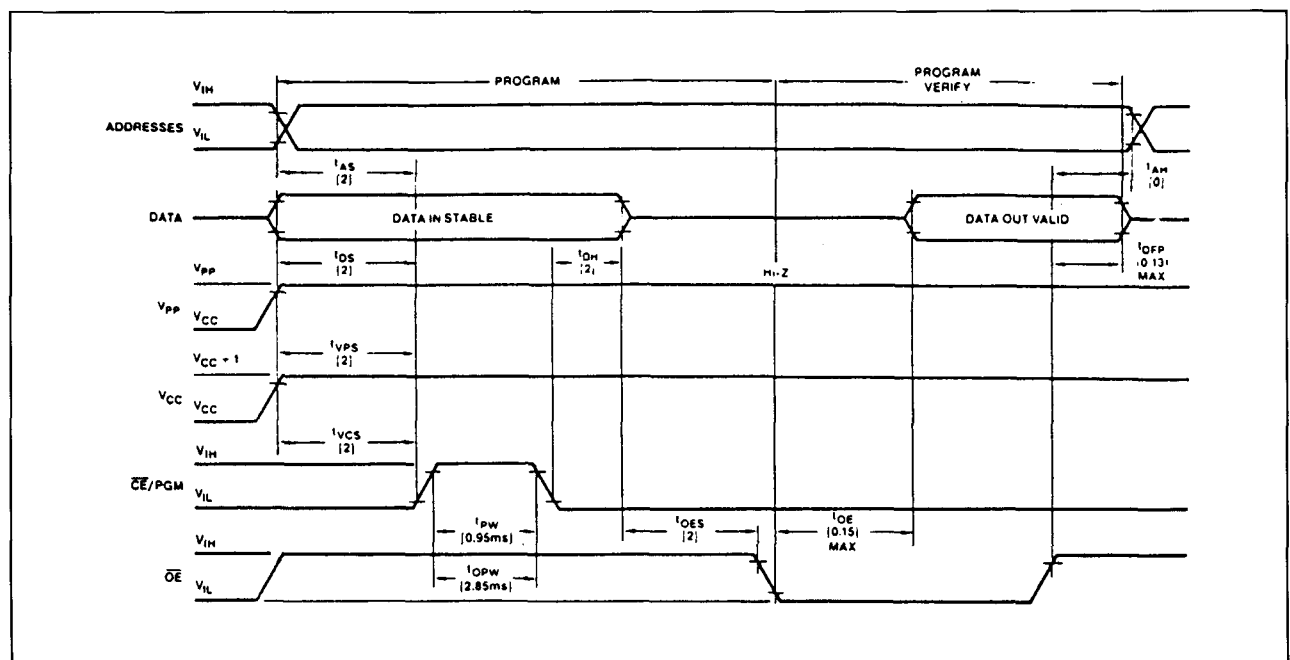 PROGRAM
PROGRAM
VERIFY
VIH
ADDRESSES
VIL
tAS
[2]
tAH
[0]
DATA
DATA IN STABLE
DATA OUT VALID
tDS
[2]
tDH
[2]
HI-Z
tDFP
[0.13]
MAX
VPP
VPP
VCC
tVPS
[2]
VCC + 1
VCC
VCC
tVCS
[2]
VIH
CE/PGM
VIL
tPW
[0.95ms]
tOES
[2]
tOE
[0.15]
MAX
VIH
OE
VIL
tOPW
[2.85ms]